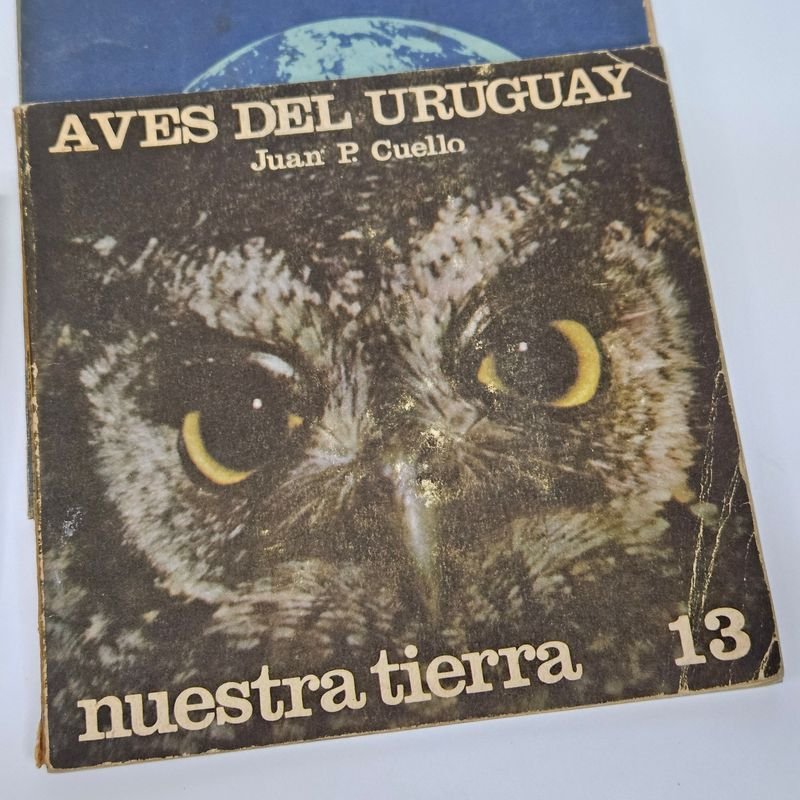 AVES DEL URUGUAY
Juan P. Cuello
nuestra tierra 13